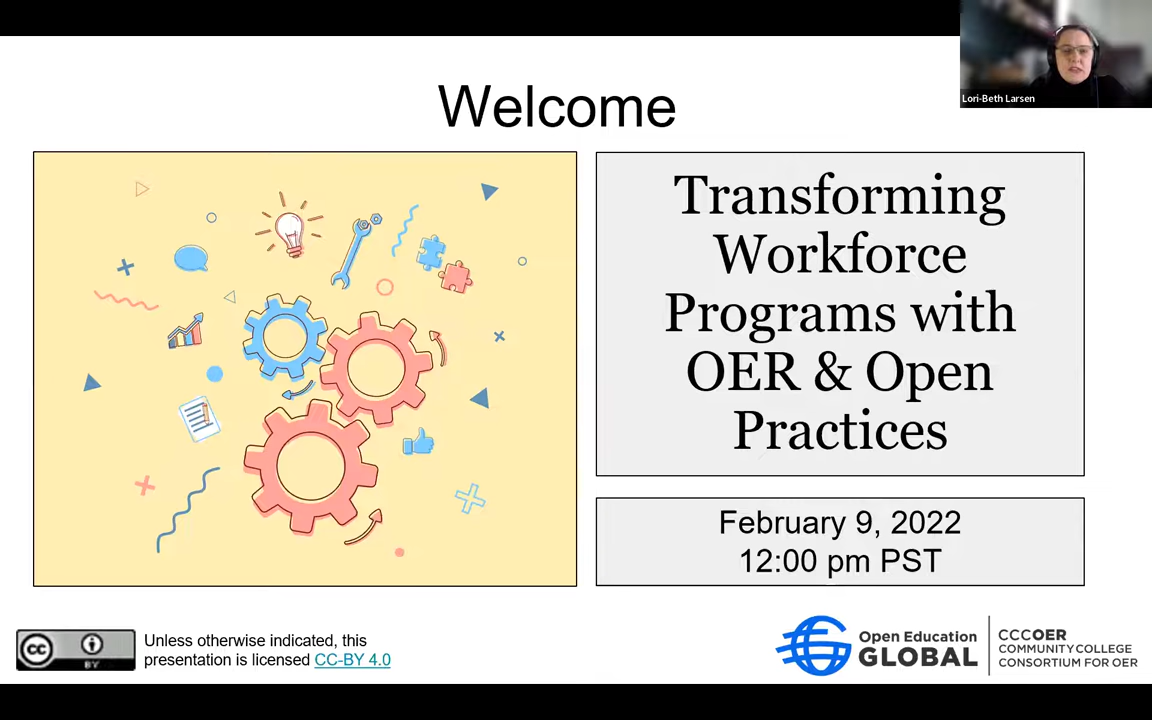 Lori-Beth Larsen
Welcome
Transforming
Workforce
Programs with
OER & Open
Practices
February 9, 2022
12:00 pm PST
cc
BY
Unless otherwise indicated, this
presentation is licensed CC-BY 4.0
Open Education
GLOBAL
CCCOER
COMMUNITY COLLEGE
CONSORTIUM FOR OER